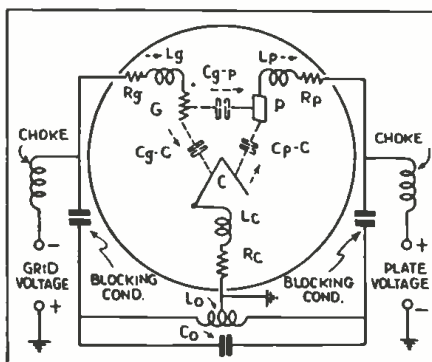 Lg
Lp
Cg-p
Rg
Rp
G
P
CHOKE
CHOKE
Cg-C
Cp-C
C
Lc
Rc
-
-
GRID
VOLTAGE
+
BLOCKING
COND.
BLOCKING
COND.
PLATE
VOLTAGE
+
Lo
Co